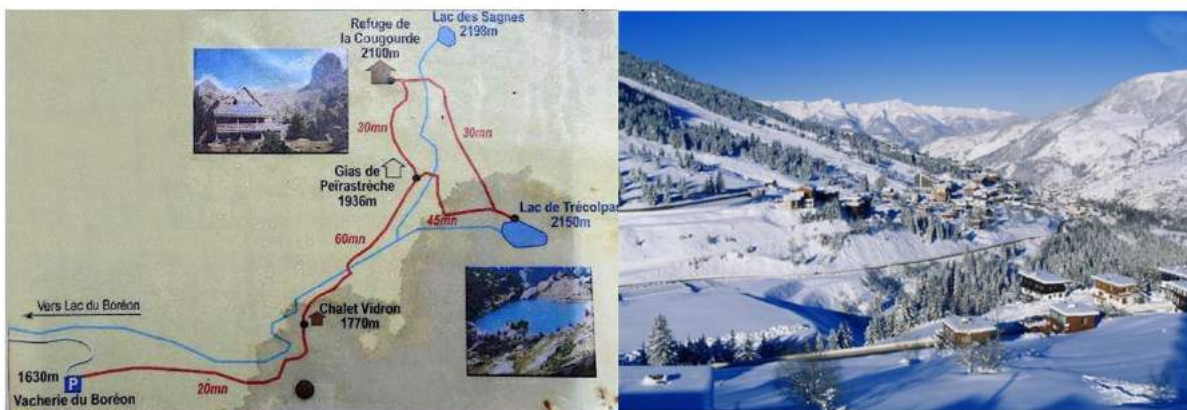 Lac des Sagnes
2198m
Refuge de
la Cougourde
2100m
30mn
30mn
Gias de
Peïrastrèche
1936m
Lac de Trécolpas
2150m
45mn
60mn
Vers Lac du Boréon
Chalet Vidron
1770m
1630m
P
Vacherie du Boréon
20mn